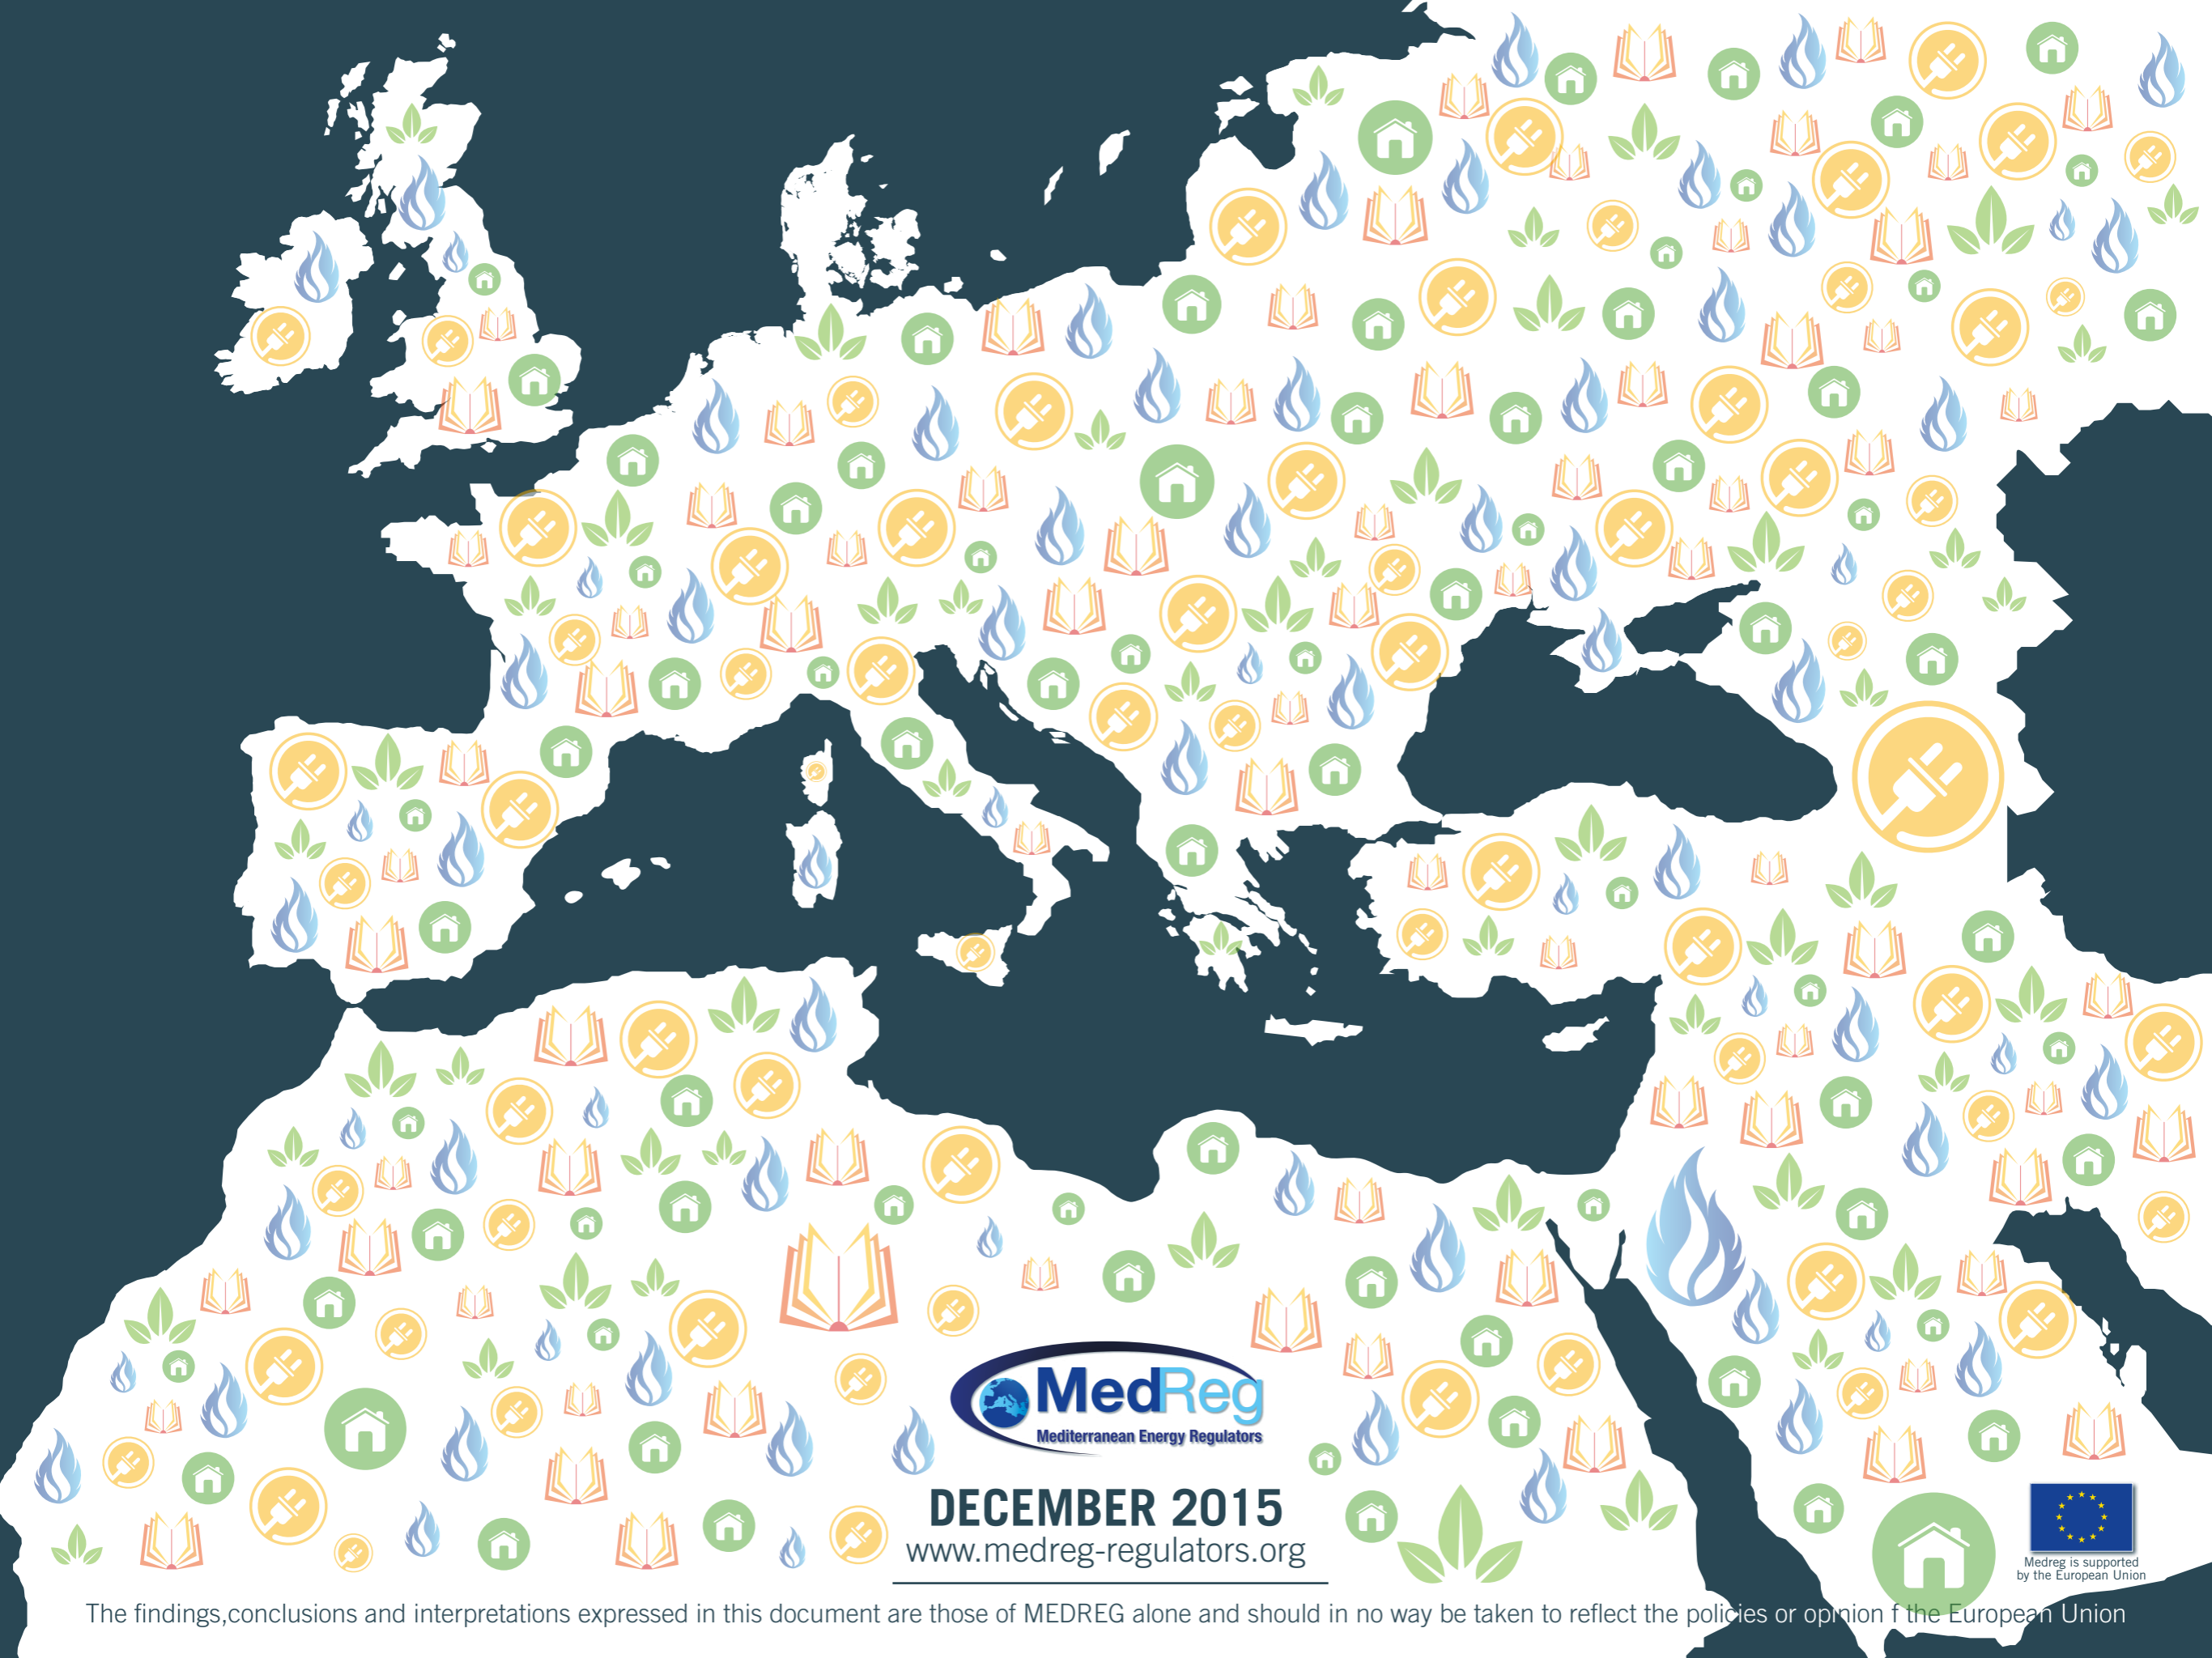 MedReg
Mediterranean Energy Regulators
DECEMBER 2015
www.medreg-regulators.org
Medreg is supported
by the European Union
The findings,conclusions and interpretations expressed in this document are those of MEDREG alone and should in no way be taken to reflect the policies or opinion f the European Union